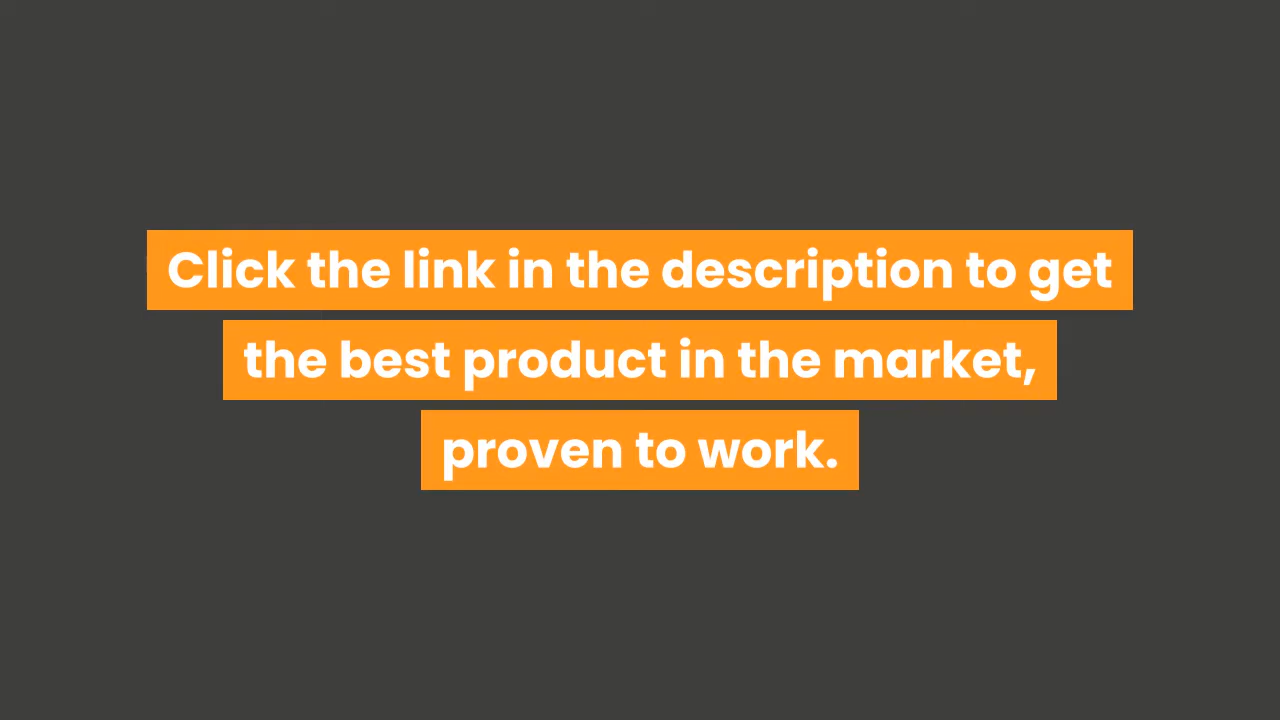 Click the link in the description to get
the best product in the market,
proven to work.